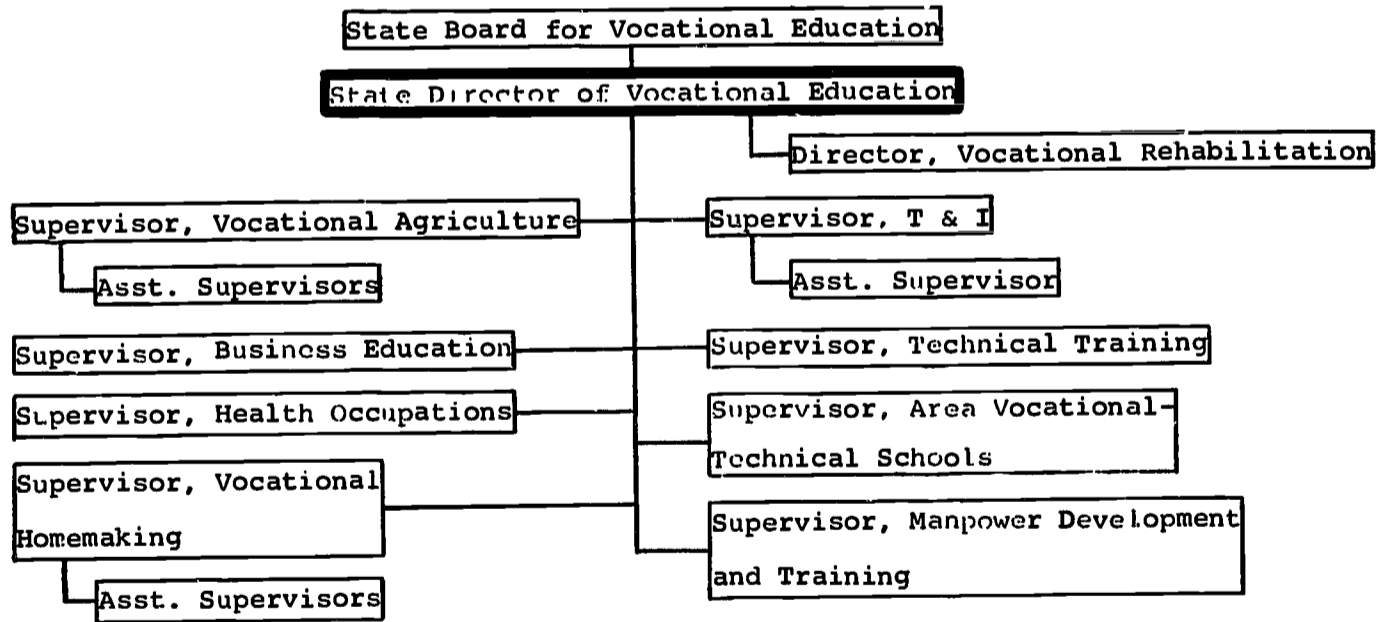 State Board for Vocational Education
State Director of Vocational Education
Director, Vocational Rehabilitation
Supervisor, Vocational Agriculture
Supervisor, T & I
Asst. Supervisors
Asst. Supervisor
Supervisor, Business Education
Supervisor, Technical Training
Supervisor, Health Occupations
Supervisor, Area Vocational-
Technical Schools
Supervisor, Vocational
Homemaking
Supervisor, Manpower Development
and Training
Asst. Supervisors